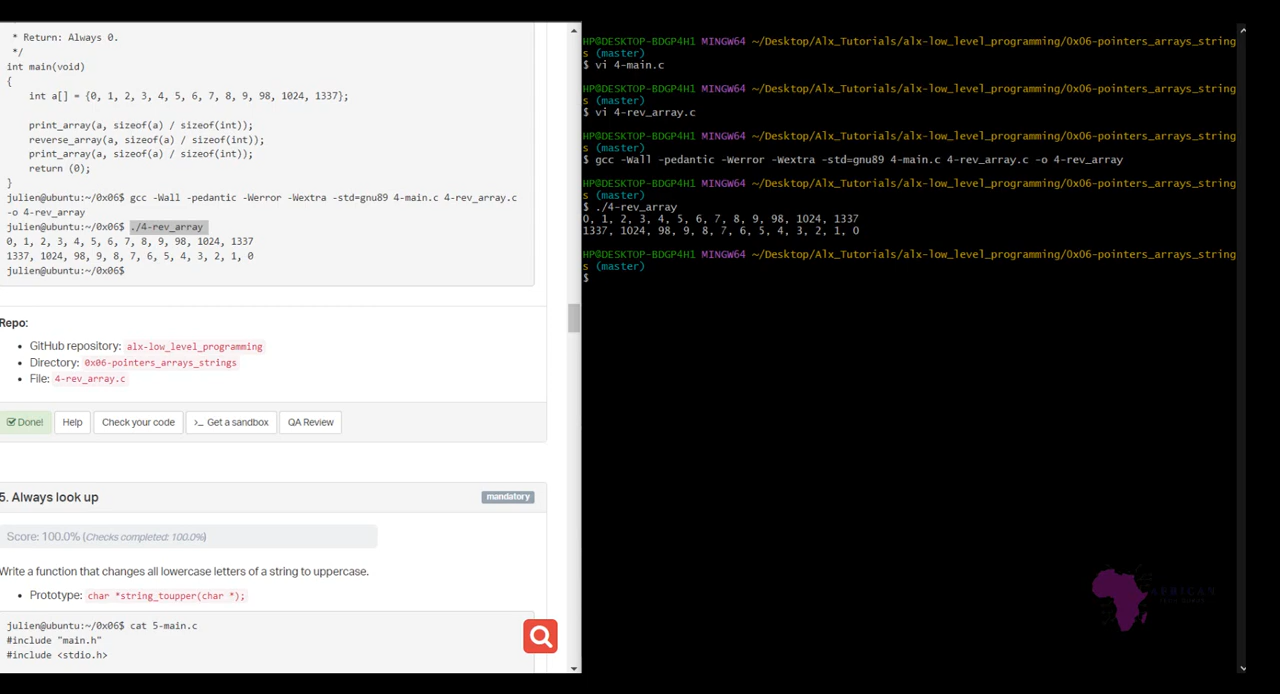 * Return: Always 0.
*/
int main(void)
{
int a[] = {0, 1, 2, 3, 4, 5, 6, 7, 8, 9, 98, 1024, 1337};
print_array(a, sizeof(a) / sizeof(int));
reverse_array(a, sizeof(a) / sizeof(int));
print_array(a, sizeof(a) / sizeof(int));
return (0);
}
julien@ubuntu:~/0x06$ gcc -Wall -pedantic -Werror -Wextra -std=gnu89 4-main.c 4-rev_array.c
-o 4-rev_array
julien@ubuntu:~/0x06$ ./4-rev_array
0, 1, 2, 3, 4, 5, 6, 7, 8, 9, 98, 1024, 1337
1337, 1024, 98, 9, 8, 7, 6, 5, 4, 3, 2, 1, 0
julien@ubuntu:~/0x06$
Repo:
GitHub repository: alx-low_level_programming
Directory: 0x06-pointers_arrays_strings
File: 4-rev_array.c
Done! Help Check your code >_ Get a sandbox QA Review
5. Always look up mandatory
Score: 100.0% (Checks completed: 100.0%)
Write a function that changes all lowercase letters of a string to uppercase.
Prototype: char *string_toupper(char *);
julien@ubuntu:~/0x06$ cat 5-main.c
#include "main.h"
#include <stdio.h>
HP@DESKTOP-BDGP4H1 MINGW64 ~/Desktop/Alx_Tutorials/alx-low_level_programming/0x06-pointers_arrays_string
s (master)
$ vi 4-main.c
HP@DESKTOP-BDGP4H1 MINGW64 ~/Desktop/Alx_Tutorials/alx-low_level_programming/0x06-pointers_arrays_string
s (master)
$ vi 4-rev_array.c
HP@DESKTOP-BDGP4H1 MINGW64 ~/Desktop/Alx_Tutorials/alx-low_level_programming/0x06-pointers_arrays_string
s (master)
$ gcc -Wall -pedantic -Werror -Wextra -std=gnu89 4-main.c 4-rev_array.c -o 4-rev_array
HP@DESKTOP-BDGP4H1 MINGW64 ~/Desktop/Alx_Tutorials/alx-low_level_programming/0x06-pointers_arrays_string
s (master)
$ ./4-rev_array
0, 1, 2, 3, 4, 5, 6, 7, 8, 9, 98, 1024, 1337
1337, 1024, 98, 9, 8, 7, 6, 5, 4, 3, 2, 1, 0
HP@DESKTOP-BDGP4H1 MINGW64 ~/Desktop/Alx_Tutorials/alx-low_level_programming/0x06-pointers_arrays_string
s (master)
$